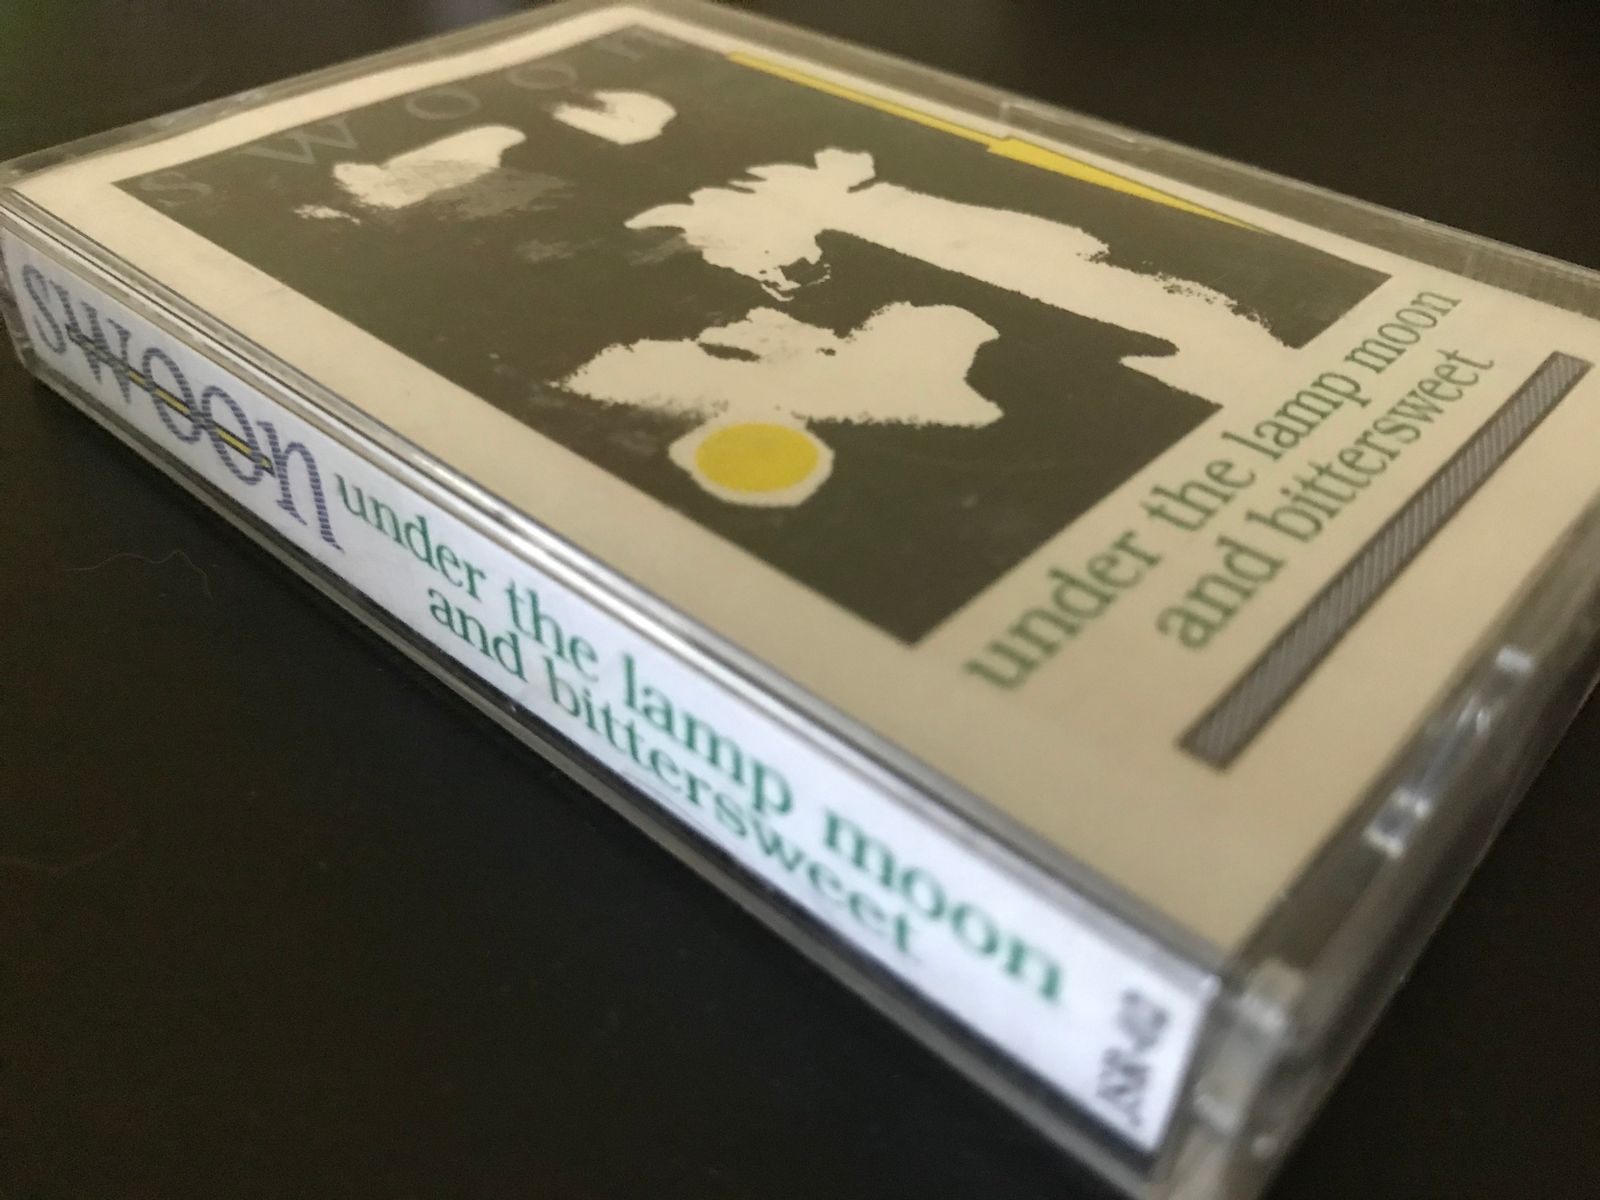 SWOON
under the lamp moon
and bittersweet
swoon
under the lamp moon
and bittersweet